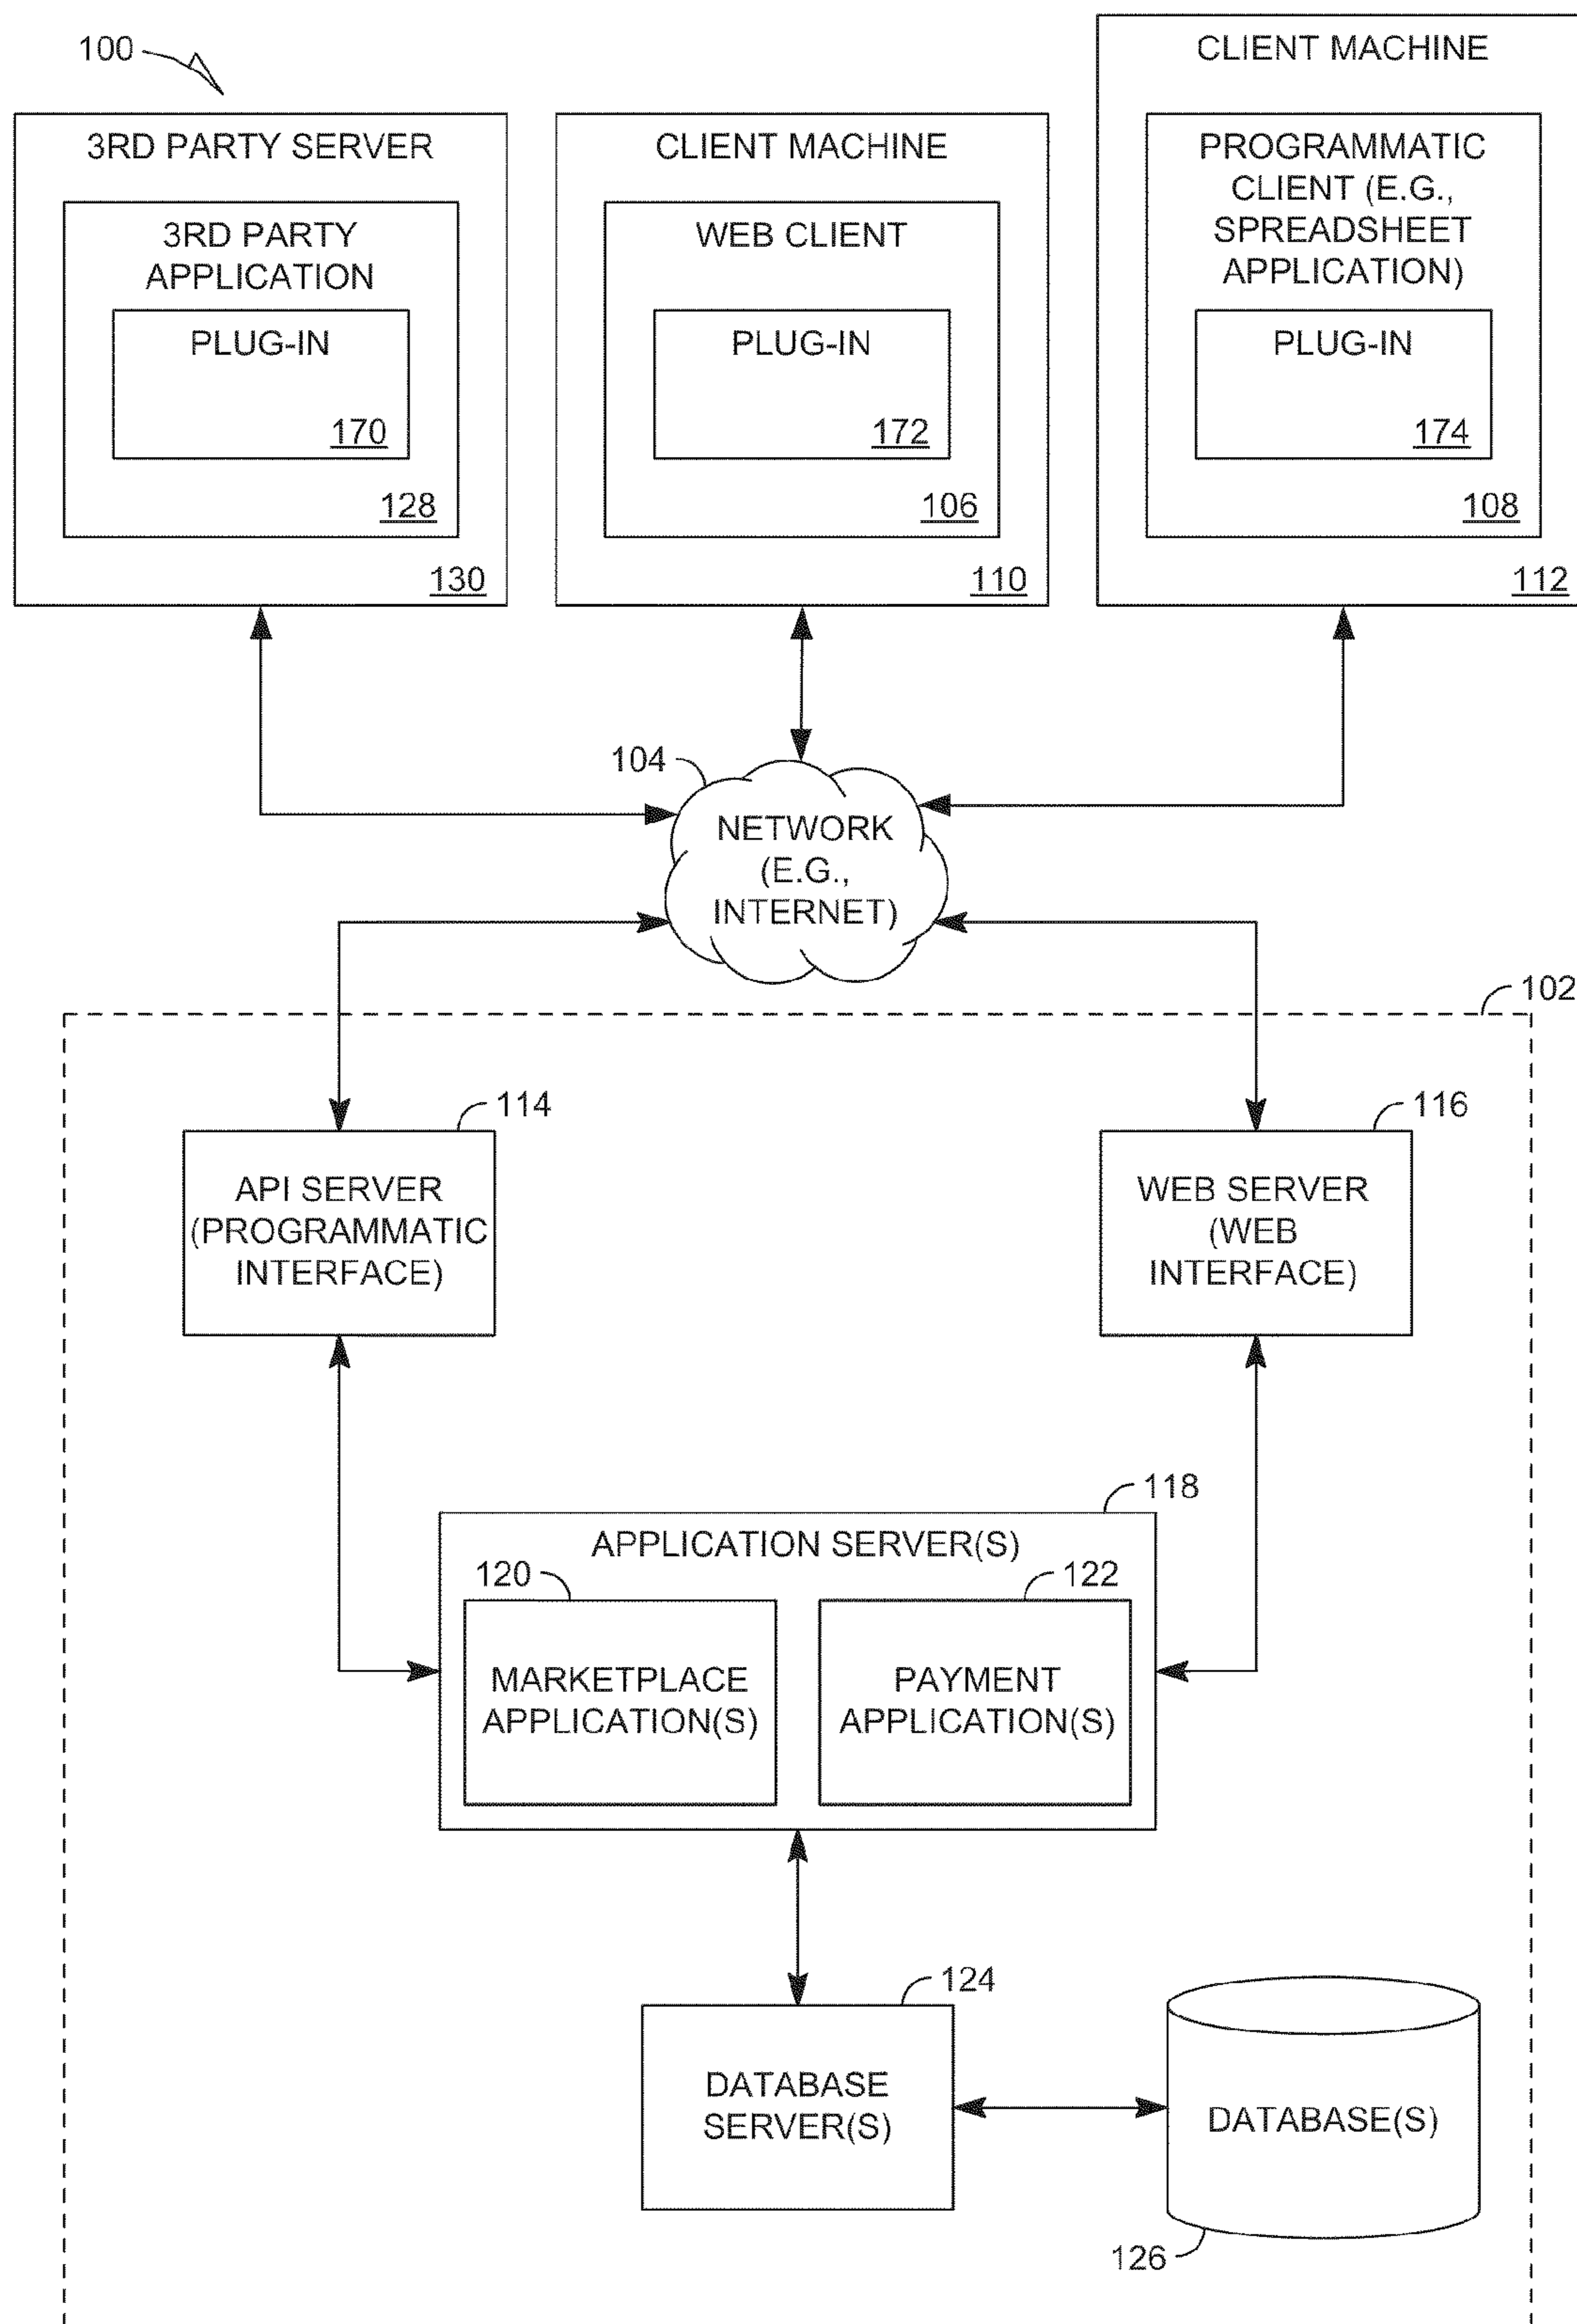 100
3RD PARTY SERVER
3RD PARTY
APPLICATION
PLUG-IN
170
128
130
CLIENT MACHINE
WEB CLIENT
PLUG-IN
172
106
110
CLIENT MACHINE
PROGRAMMATIC
CLIENT (E.G.,
SPREADSHEET
APPLICATION)
PLUG-IN
174
108
112
104
NETWORK
(E.G.,
INTERNET)
102
114
API SERVER
(PROGRAMMATIC
INTERFACE)
116
WEB SERVER
(WEB
INTERFACE)
118
APPLICATION SERVER(S)
120
MARKETPLACE
APPLICATION(S)
122
PAYMENT
APPLICATION(S)
124
DATABASE
SERVER(S)
DATABASE(S)
126